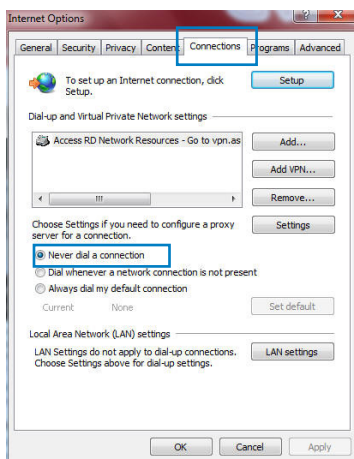 Internet Options
General Security Privacy Content Connections Programs Advanced
To set up an Internet connection, click
Setup.
Setup
Dial-up and Virtual Private Network settings
Access RD Network Resources - Go to vpn.as
Add...
Add VPN...
Remove...
Choose Settings if you need to configure a proxy
server for a connection.
Settings
Never dial a connection
Dial whenever a network connection is not present
Always dial my default connection
Current None
Set default
Local Area Network (LAN) settings
LAN Settings do not apply to dial-up connections.
Choose Settings above for dial-up settings.
LAN settings
OK Cancel Apply